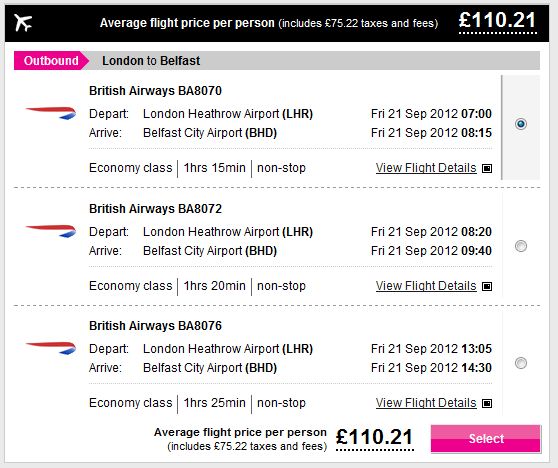 Average flight price per person (includes £75.22 taxes and fees) £110.21
Outbound London to Belfast
British Airways BA8070
Depart: London Heathrow Airport (LHR) Fri 21 Sep 2012 07:00
Arrive: Belfast City Airport (BHD) Fri 21 Sep 2012 08:15
Economy class | 1hrs 15min | non-stop View Flight Details
British Airways BA8072
Depart: London Heathrow Airport (LHR) Fri 21 Sep 2012 08:20
Arrive: Belfast City Airport (BHD) Fri 21 Sep 2012 09:40
Economy class | 1hrs 20min | non-stop View Flight Details
British Airways BA8076
Depart: London Heathrow Airport (LHR) Fri 21 Sep 2012 13:05
Arrive: Belfast City Airport (BHD) Fri 21 Sep 2012 14:30
Economy class | 1hrs 25min | non-stop View Flight Details
Average flight price per person
(includes £75.22 taxes and fees) £110.21 Select